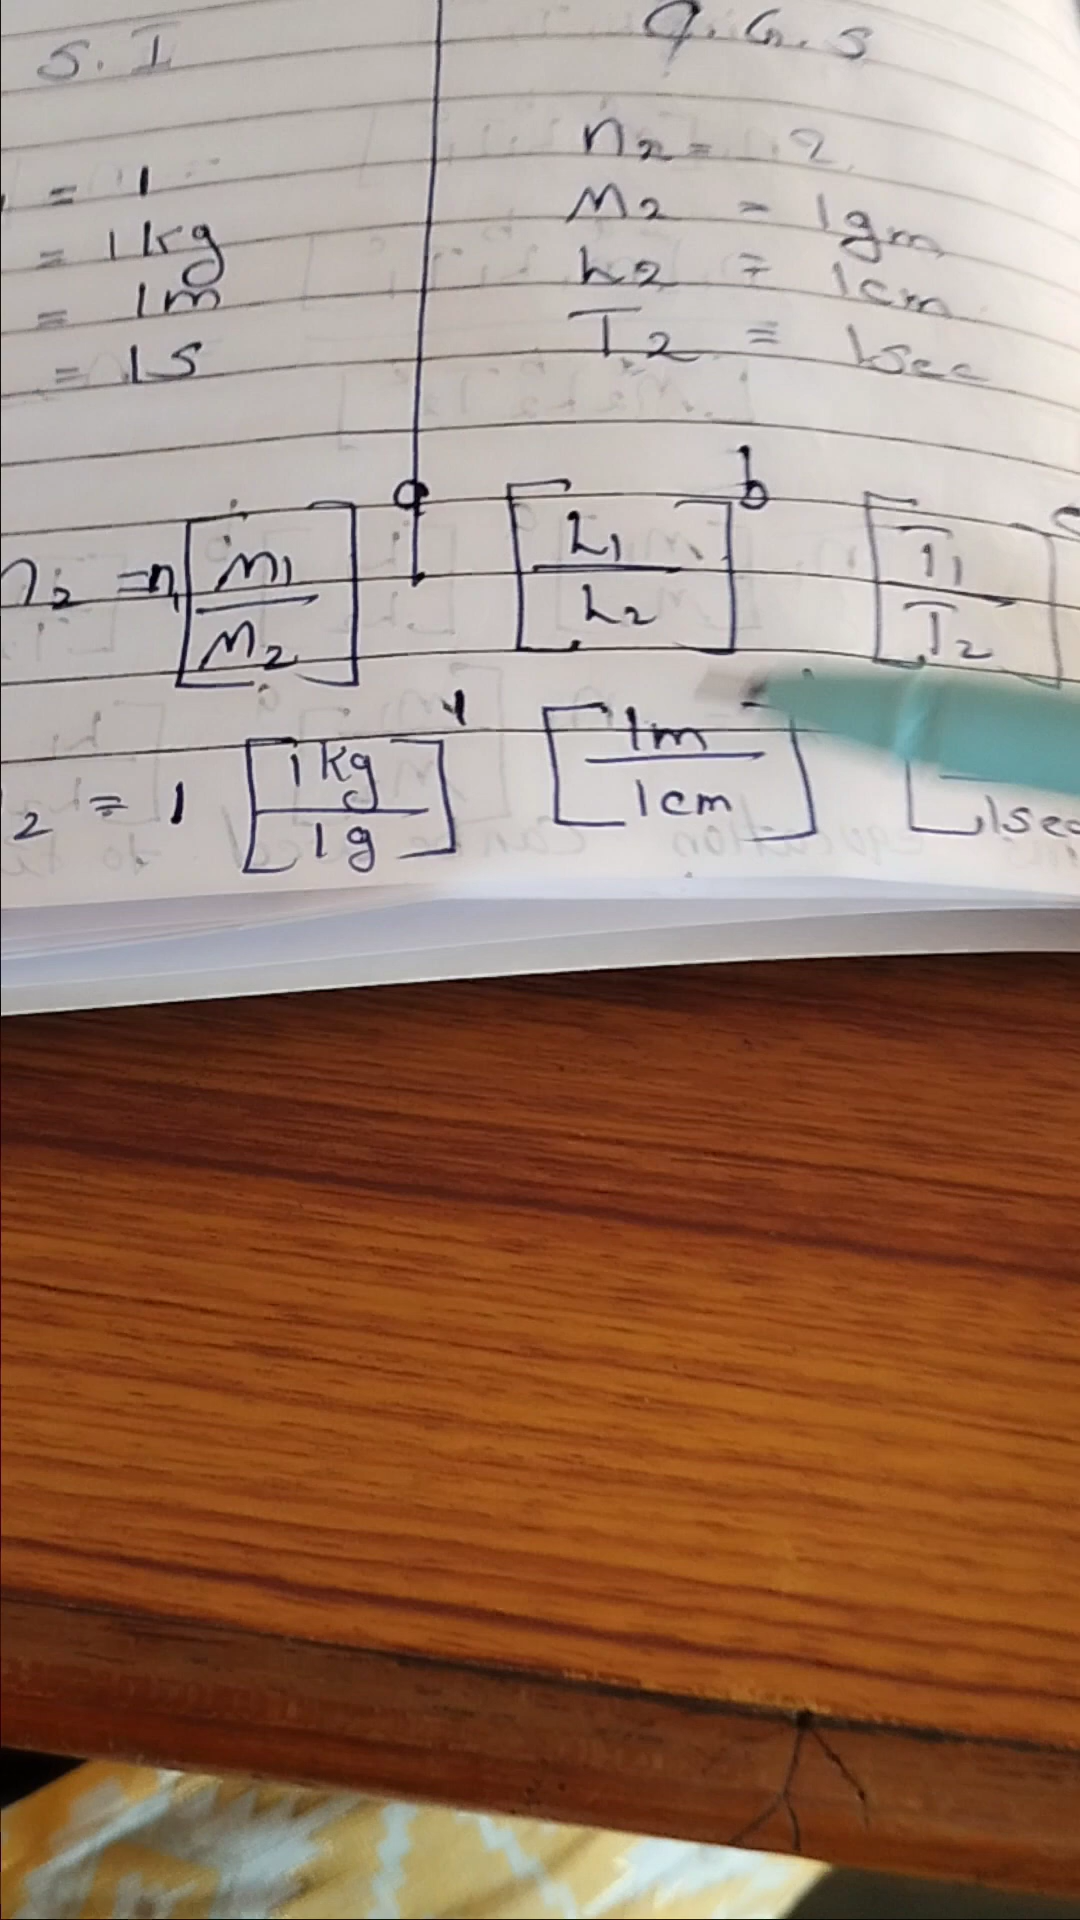 S. I
C. G. S
= 1
= 1kg
= 1m
= 1s
n₂ = ?
M₂ = 1gm
L₂ = 1cm
T₂ = 1sec
n₂ = n₁ [M₁/M₂]ᵃ [L₁/L₂]ᵇ [T₁/T₂]ᶜ
₂ = 1 [1kg/1g]¹ [1m/1cm] [1sec